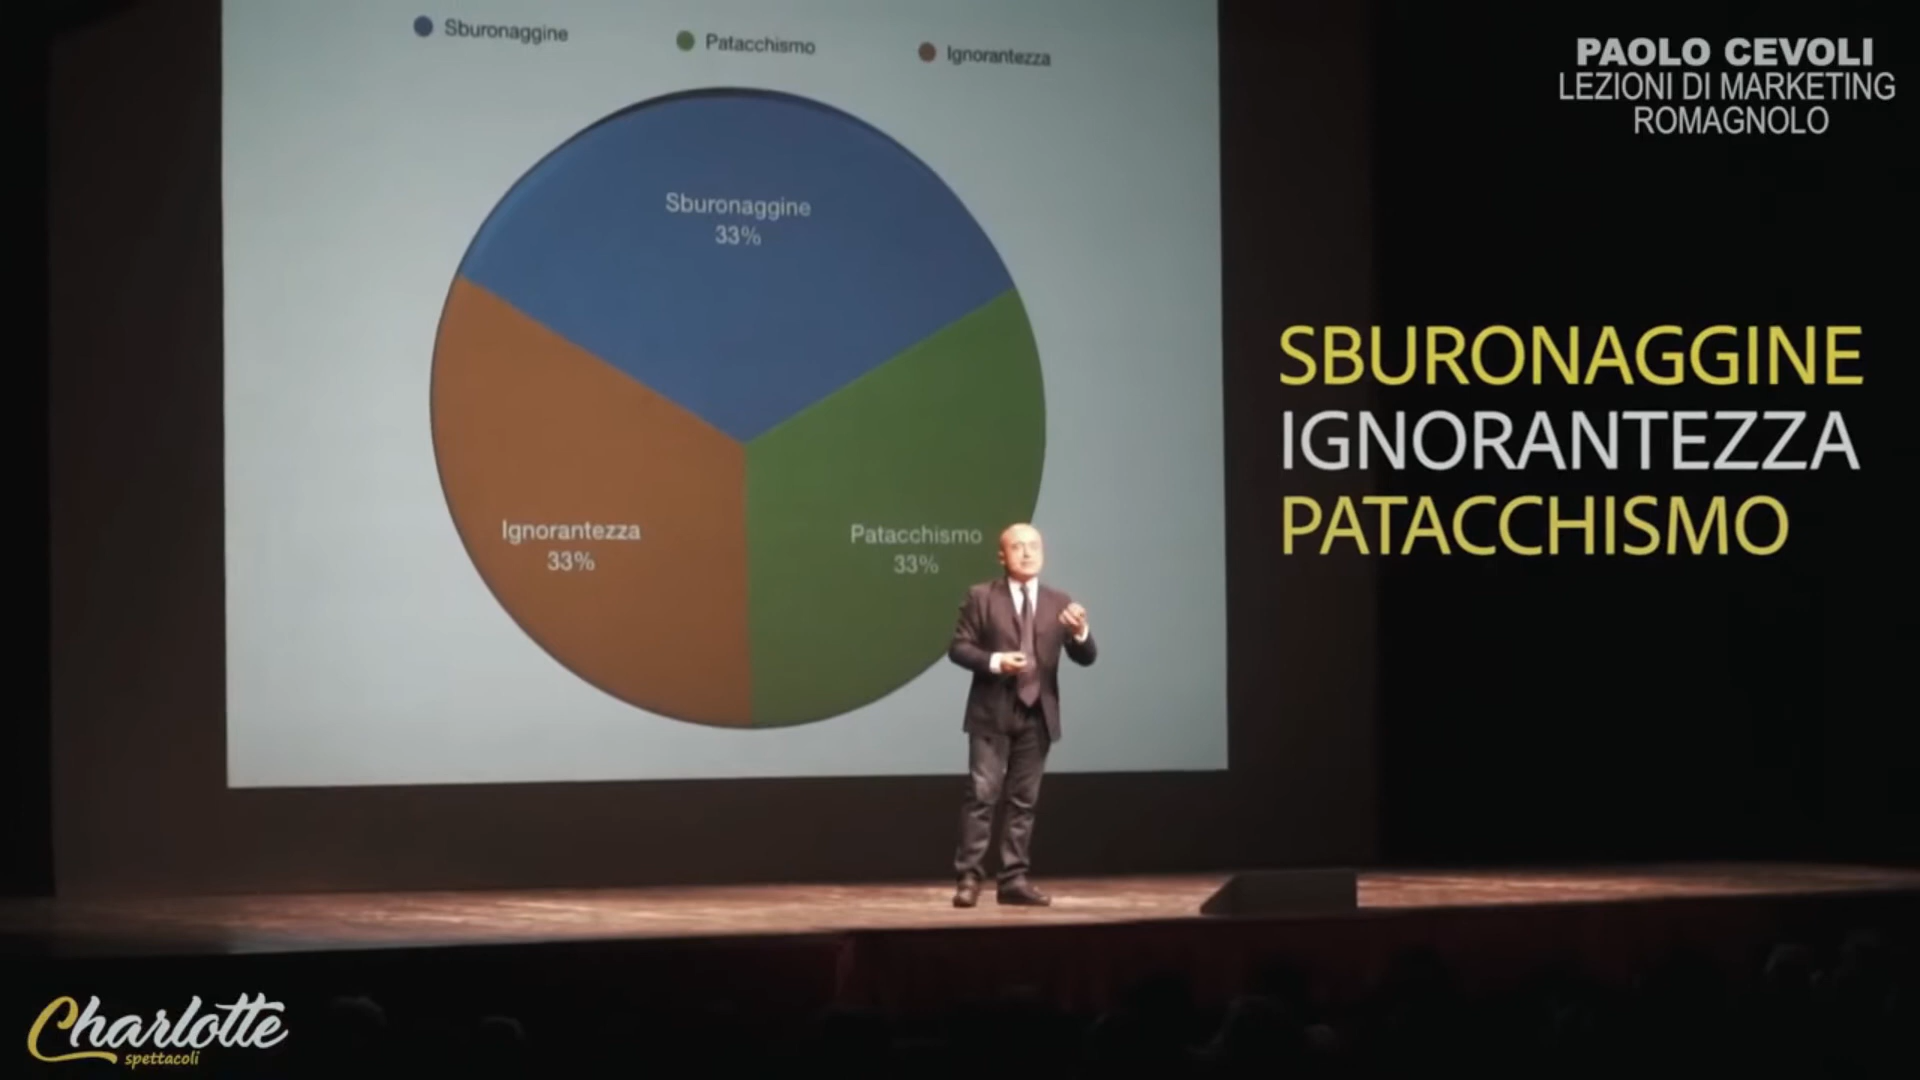 Sburonaggine
Patacchismo
Ignorantezza
PAOLO CEVOLI
LEZIONI DI MARKETING
ROMAGNOLO
Sburonaggine
33%
Ignorantezza
33%
Patacchismo
33%
SBURONAGGINE
IGNORANTEZZA
PATACCHISMO
Charlotte
spettacoli